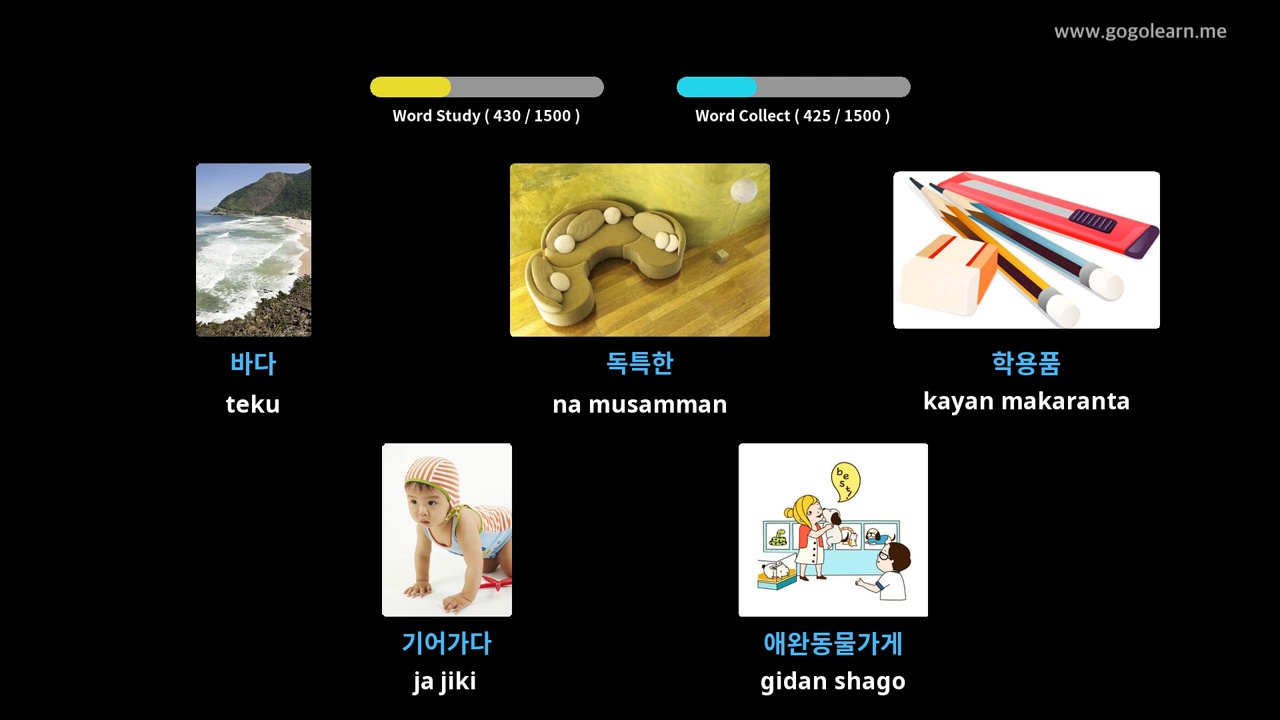 www.gogolearn.me
Word Study ( 430 / 1500 )
Word Collect ( 425 / 1500 )
바다
teku
독특한
na musamman
학용품
kayan makaranta
best!
기어가다
ja jiki
애완동물가게
gidan shago